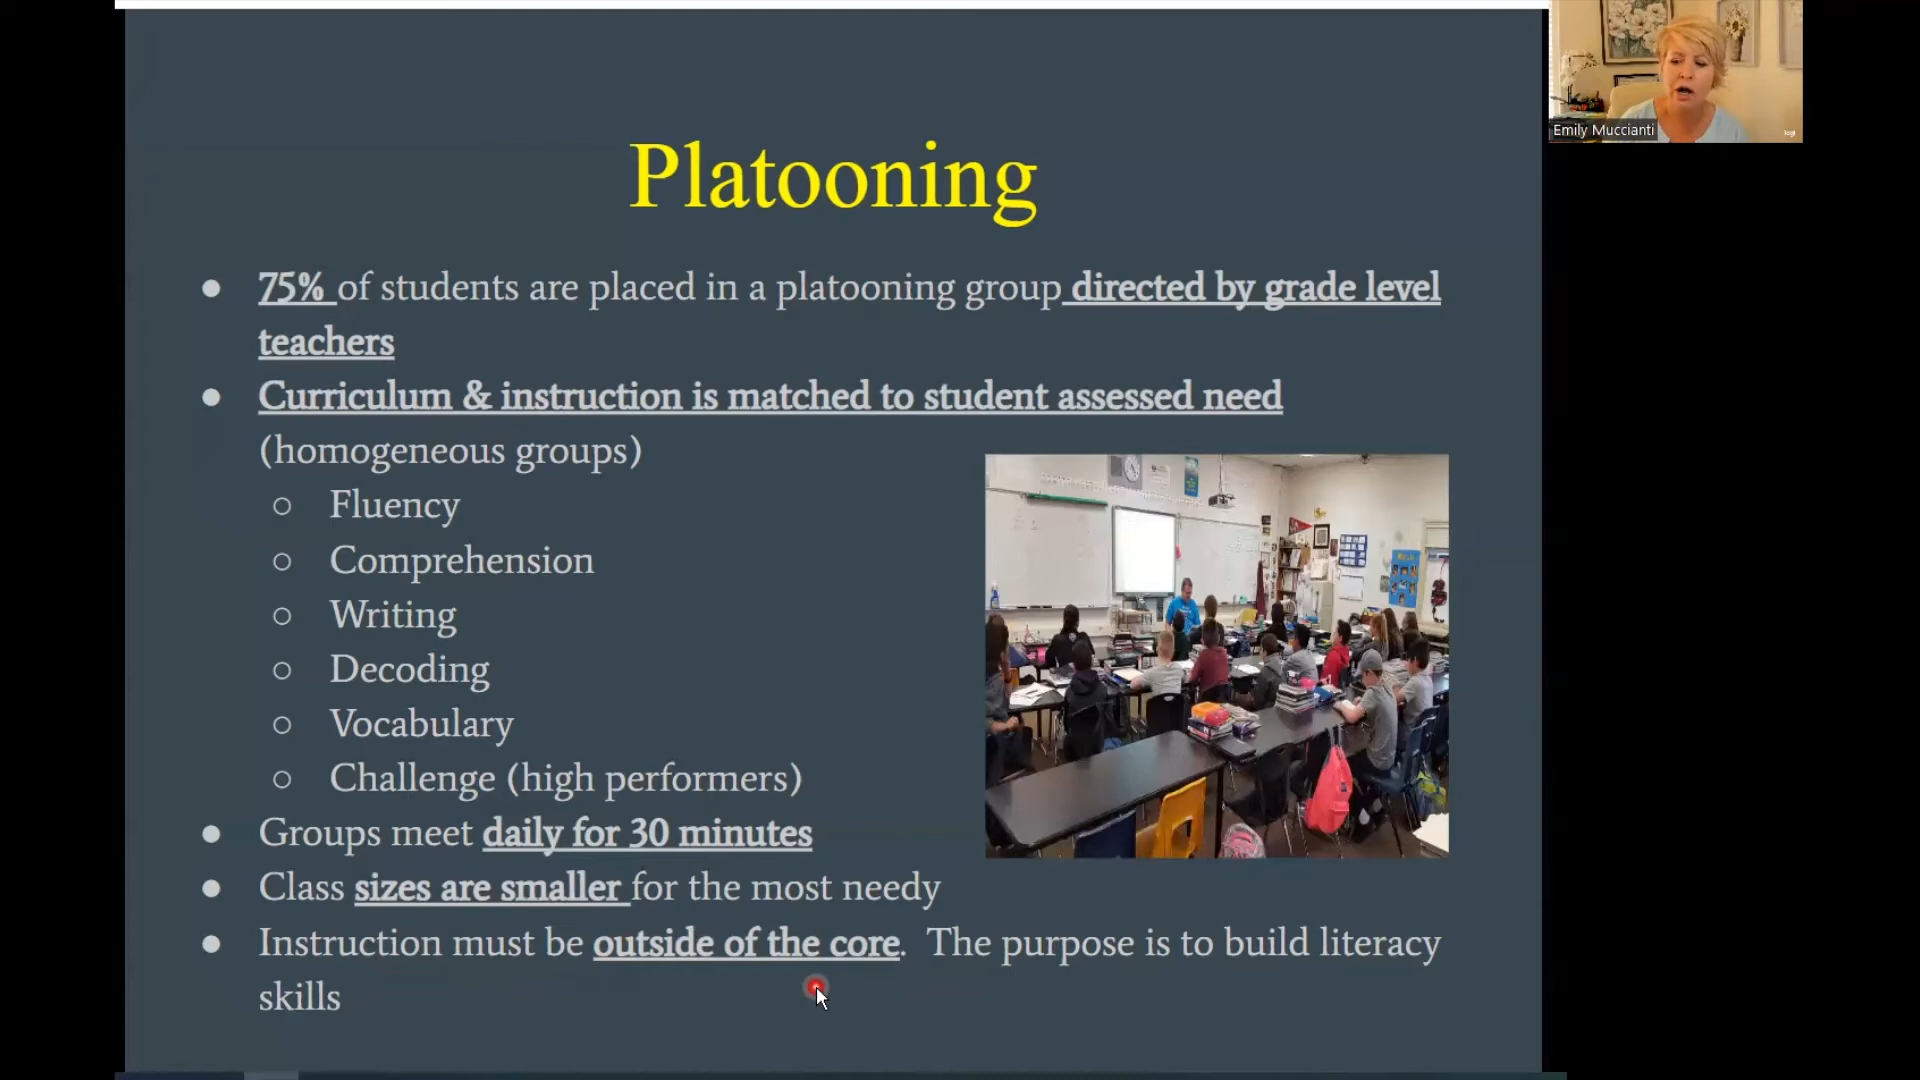 Platooning
● 75% of students are placed in a platooning group directed by grade level
teachers
● Curriculum & instruction is matched to student assessed need
(homogeneous groups)
○ Fluency
○ Comprehension
○ Writing
○ Decoding
○ Vocabulary
○ Challenge (high performers)
● Groups meet daily for 30 minutes
● Class sizes are smaller for the most needy
● Instruction must be outside of the core. The purpose is to build literacy
skills
Emily Muccianti